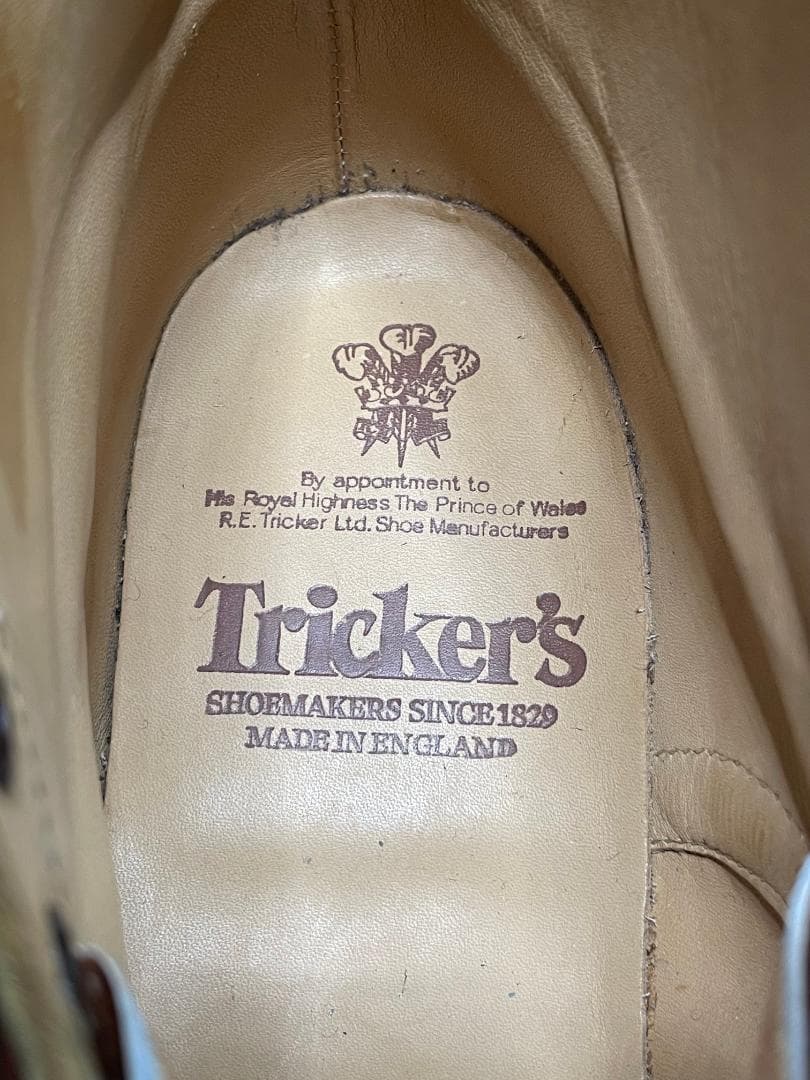 By appointment to
His Royal Highness The Prince of Wales
R.E. Tricker Ltd. Shoe Manufacturers
Tricker's
SHOEMAKERS SINCE 1829
MADE IN ENGLAND